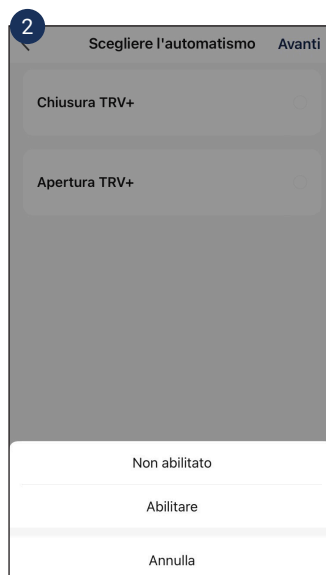 2
Scegliere l'automatismo Avanti
Chiusura TRV+
Apertura TRV+
Non abilitato
Abilitare
Annulla